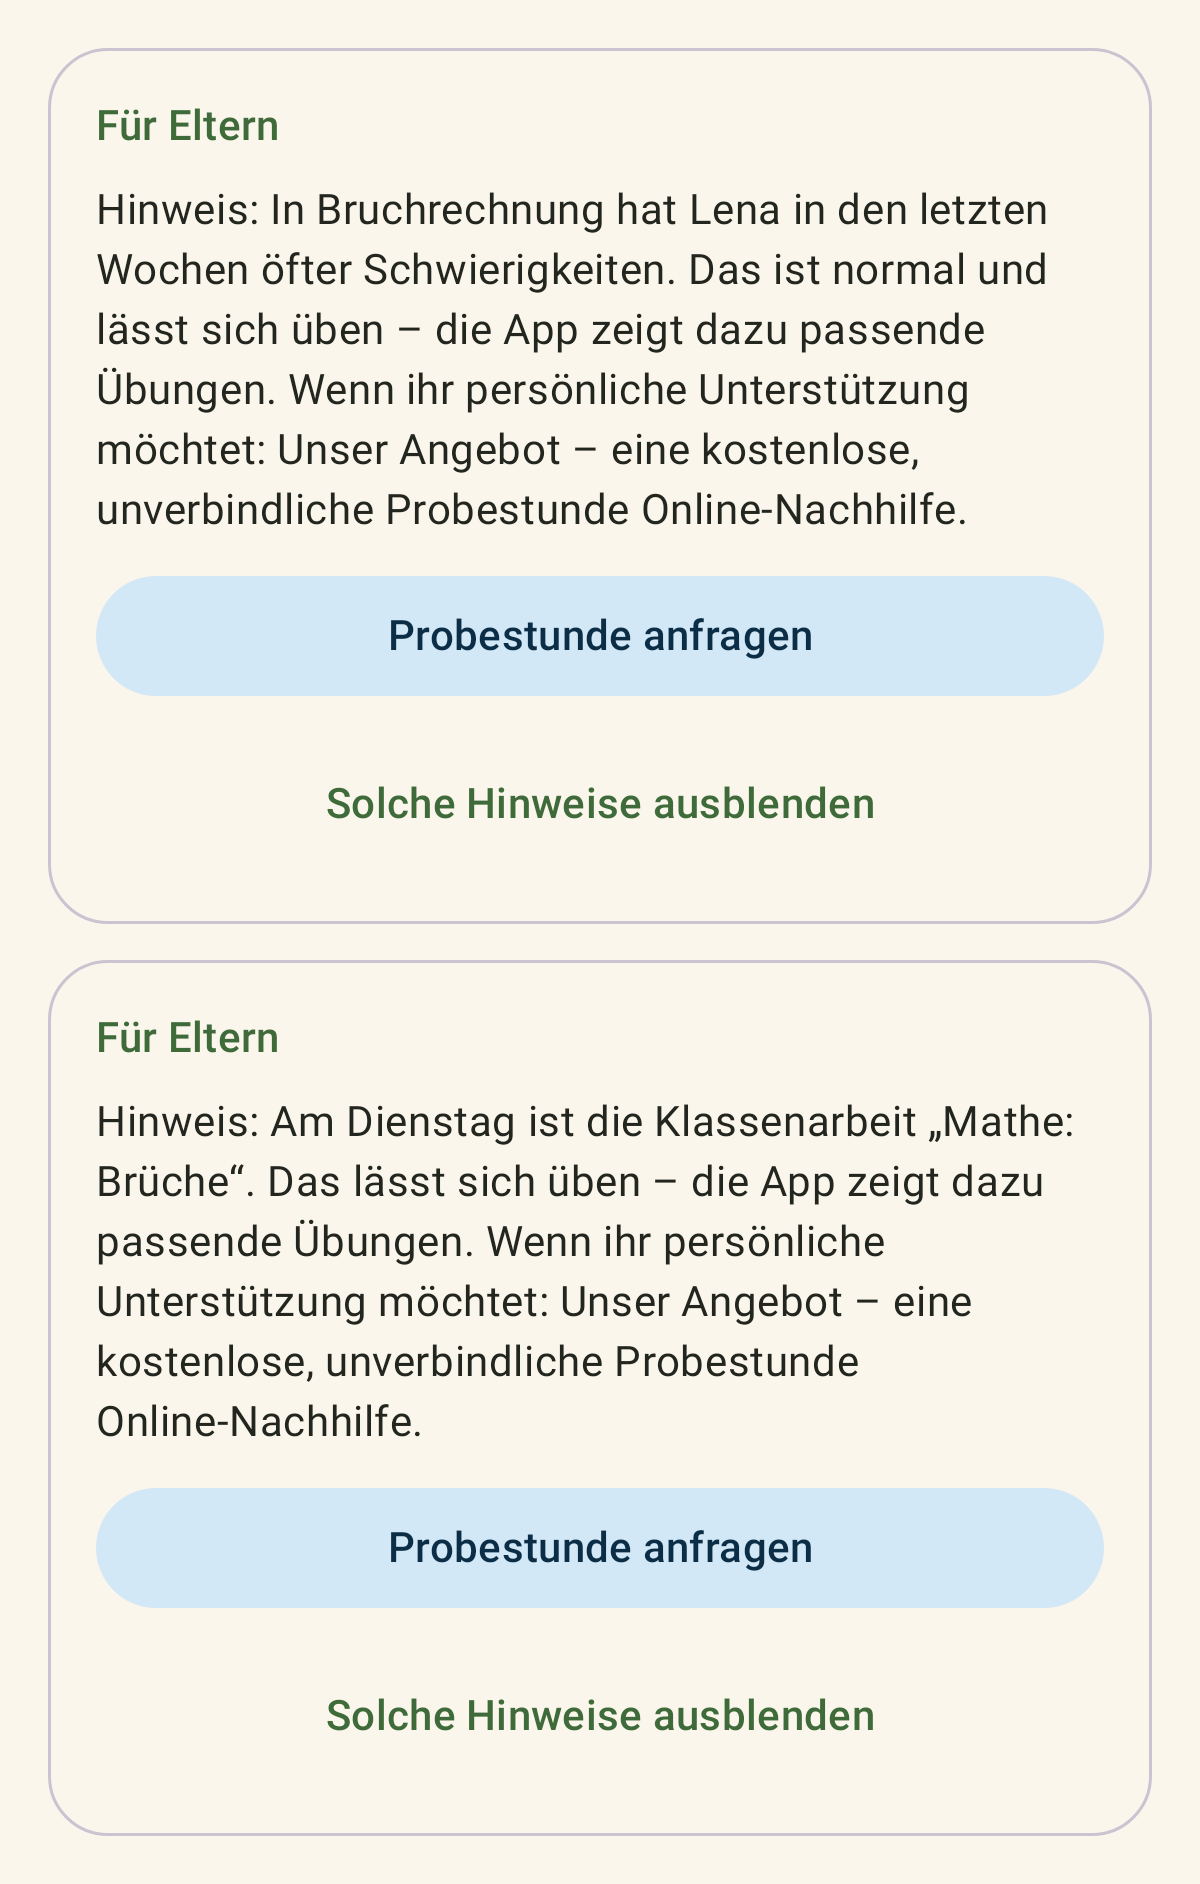 Für Eltern
Hinweis: In Bruchrechnung hat Lena in den letzten
Wochen öfter Schwierigkeiten. Das ist normal und
lässt sich üben – die App zeigt dazu passende
Übungen. Wenn ihr persönliche Unterstützung
möchtet: Unser Angebot – eine kostenlose,
unverbindliche Probestunde Online-Nachhilfe.
Probestunde anfragen
Solche Hinweise ausblenden
Für Eltern
Hinweis: Am Dienstag ist die Klassenarbeit „Mathe:
Brüche“. Das lässt sich üben – die App zeigt dazu
passende Übungen. Wenn ihr persönliche
Unterstützung möchtet: Unser Angebot – eine
kostenlose, unverbindliche Probestunde
Online-Nachhilfe.
Probestunde anfragen
Solche Hinweise ausblenden